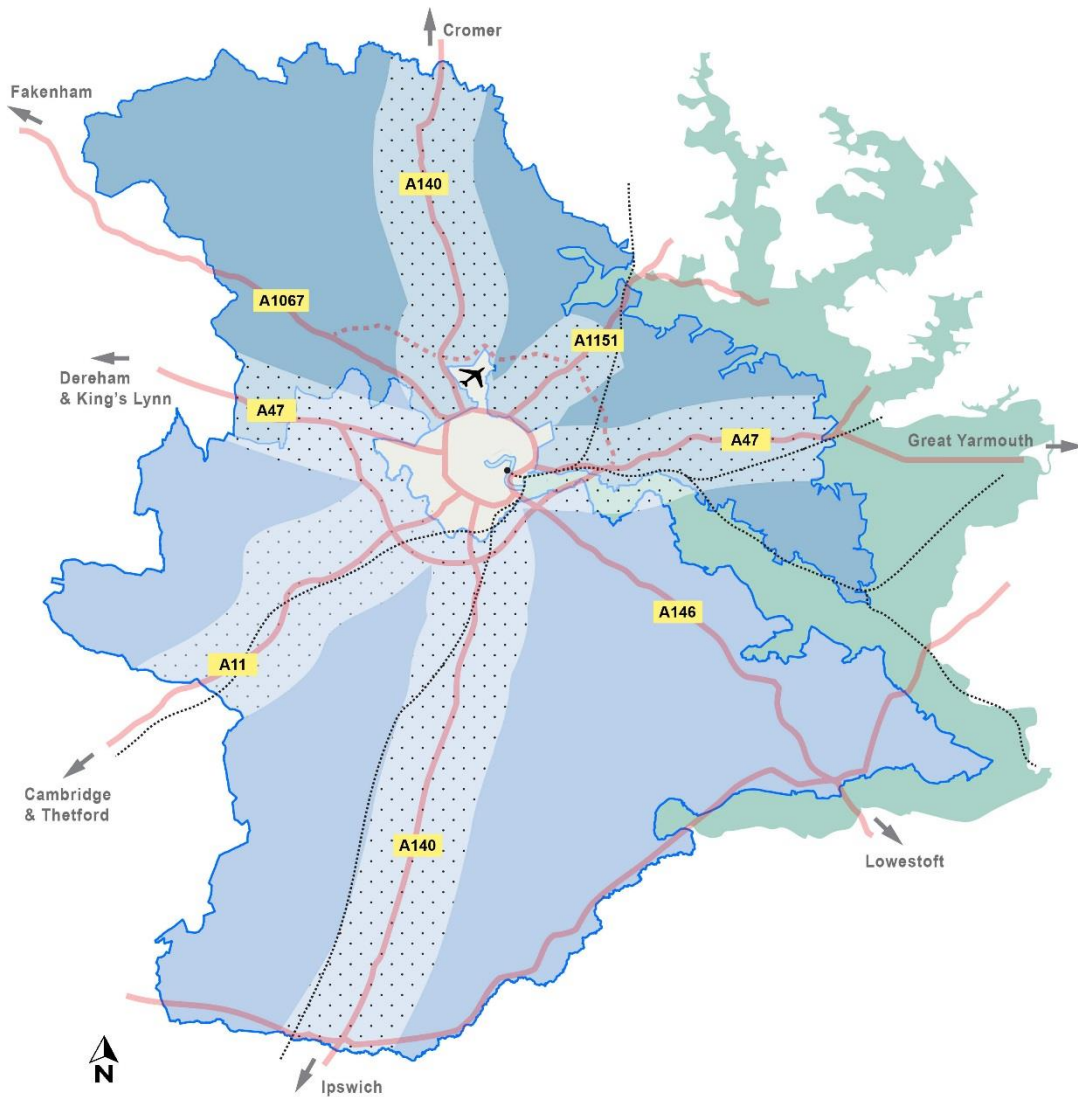 Cromer
Fakenham
A140
A1067
A1151
Dereham
& King's Lynn
A47
A47
Great Yarmouth
A146
A11
Cambridge
& Thetford
A140
Lowestoft
N
Ipswich